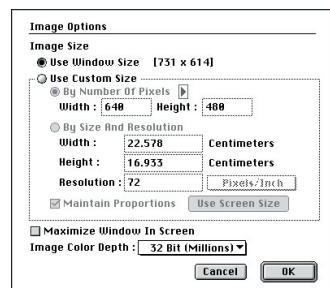 Image Options
Image Size
Use Window Size [731 x 614]
Use Custom Size
By Number Of Pixels
Width : 640 Height : 480
By Size And Resolution
Width : 22.578 Centimeters
Height : 16.933 Centimeters
Resolution : 72 Pixels/Inch
Maintain Proportions Use Screen Size
Maximize Window In Screen
Image Color Depth : 32 Bit (Millions)
Cancel OK